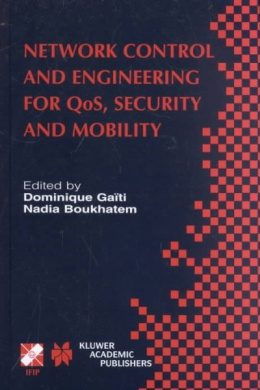 NETWORK CONTROL
AND ENGINEERING
FOR QoS, SECURITY
AND MOBILITY
Edited by
Dominique Gaïti
Nadia Boukhatem
IFIP
KLUWER
ACADEMIC
PUBLISHERS